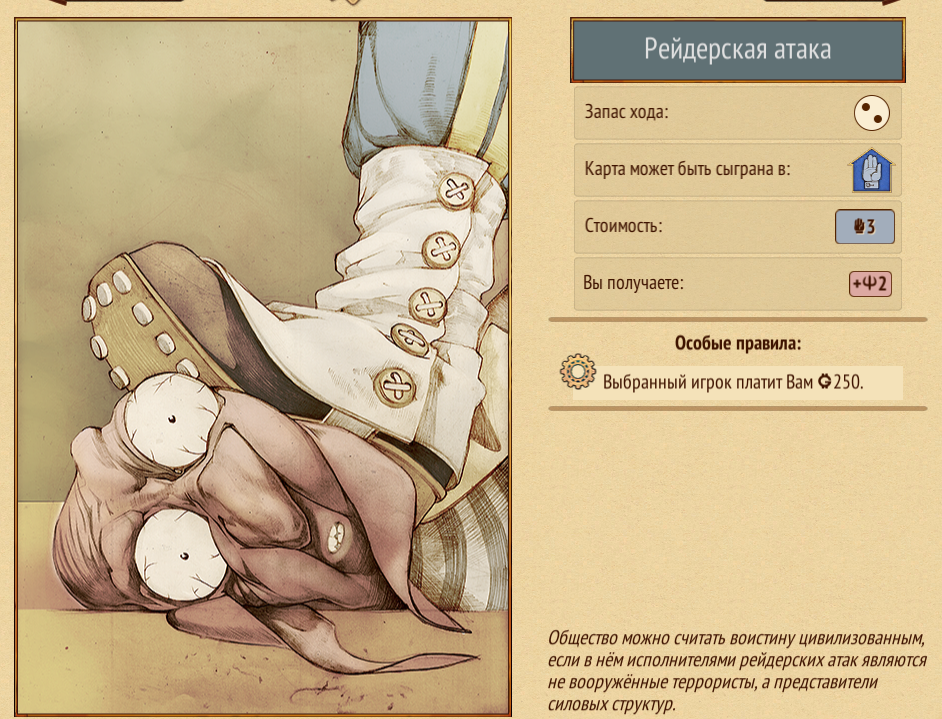 Рейдерская атака
Запас хода:
Карта может быть сыграна в:
Стоимость:
3
Вы получаете:
+Ψ2
Особые правила:
Выбранный игрок платит Вам 250.
Общество можно считать воистину цивилизованным,
если в нём исполнителями рейдерских атак являются
не вооружённые террористы, а представители
силовых структур.